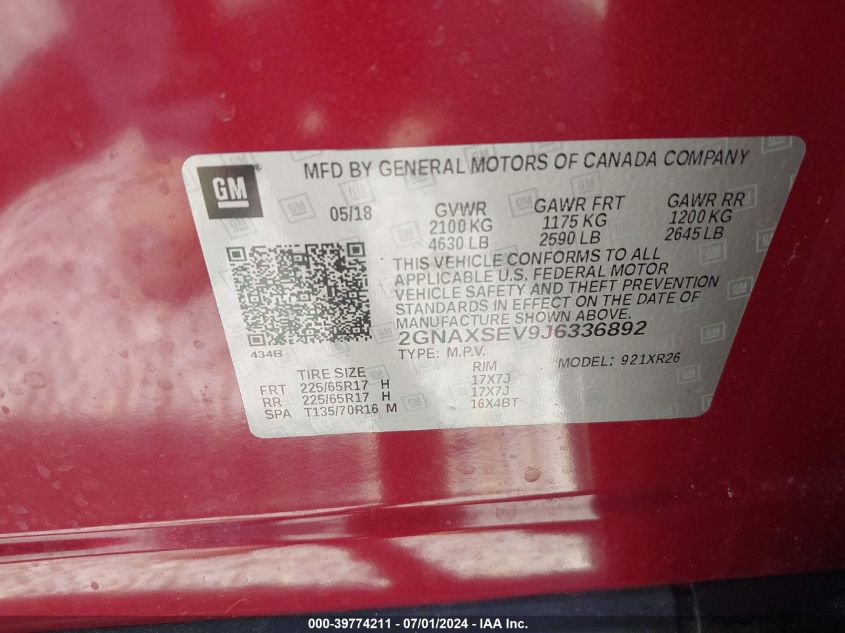 MFD BY GENERAL MOTORS OF CANADA COMPANY
GM
05/18
GVWR GAWR FRT GAWR RR
2100 KG 1175 KG 1200 KG
4630 LB 2590 LB 2645 LB
THIS VEHICLE CONFORMS TO ALL
APPLICABLE U.S. FEDERAL MOTOR
VEHICLE SAFETY AND THEFT PREVENTION
STANDARDS IN EFFECT ON THE DATE OF
MANUFACTURE SHOWN ABOVE.
2GNAXSEV9J6336892
434B
TYPE: M.P.V. MODEL: 921XR26
TIRE SIZE RIM
FRT 225/65R17 H 17X7J
RR 225/65R17 H 17X7J
SPA T135/70R16 M 16X4BT
000-39774211 - 07/01/2024 - IAA Inc.